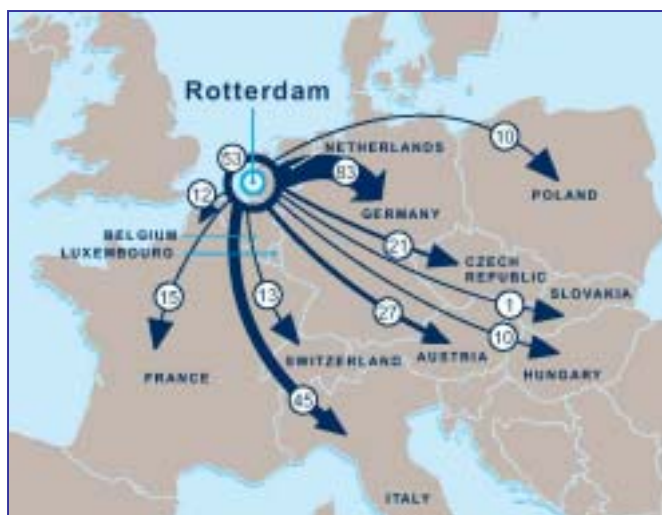 Rotterdam
10
NETHERLANDS
53
83
POLAND
12
GERMANY
BELGIUM
21
LUXEMBOURG
CZECH
REPUBLIC
SLOVAKIA
15
13
1
27
10
SWITZERLAND
AUSTRIA
FRANCE
HUNGARY
45
ITALY